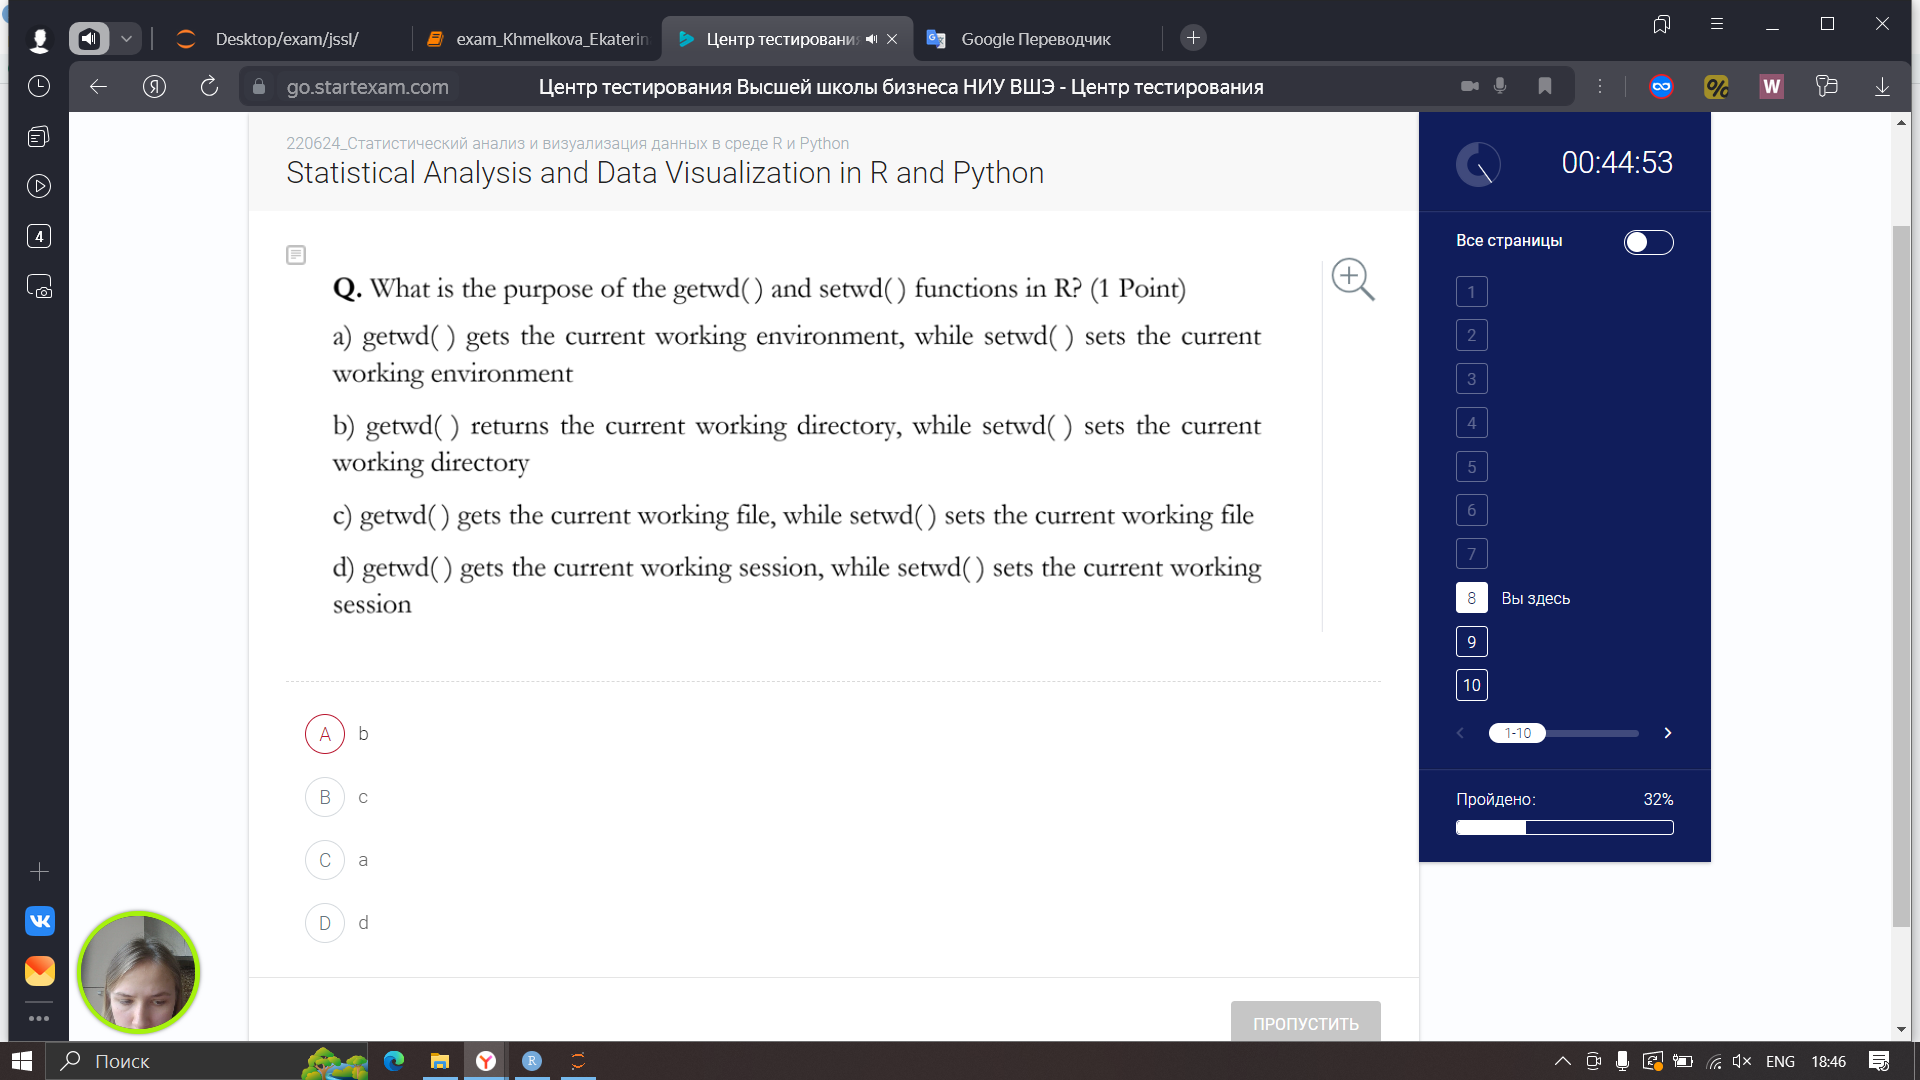 Desktop/exam/jssl/
exam_Khmelkova_Ekaterin
Центр тестировани
Google Переводчик
go.startexam.com
Центр тестирования Высшей школы бизнеса НИУ ВШЭ - Центр тестирования
220624_Статистический анализ и визуализация данных в среде R и Python
Statistical Analysis and Data Visualization in R and Python
Q. What is the purpose of the getwd( ) and setwd( ) functions in R? (1 Point)
a) getwd( ) gets the current working environment, while setwd( ) sets the current
working environment
b) getwd( ) returns the current working directory, while setwd( ) sets the current
working directory
c) getwd( ) gets the current working file, while setwd( ) sets the current working file
d) getwd( ) gets the current working session, while setwd( ) sets the current working
session
A b
B c
C a
D d
ПРОПУСТИТЬ
00:44:53
Все страницы
1
2
3
4
5
6
7
8 Вы здесь
9
10
1-10
Пройдено: 32%
4
Поиск
ENG
18:46